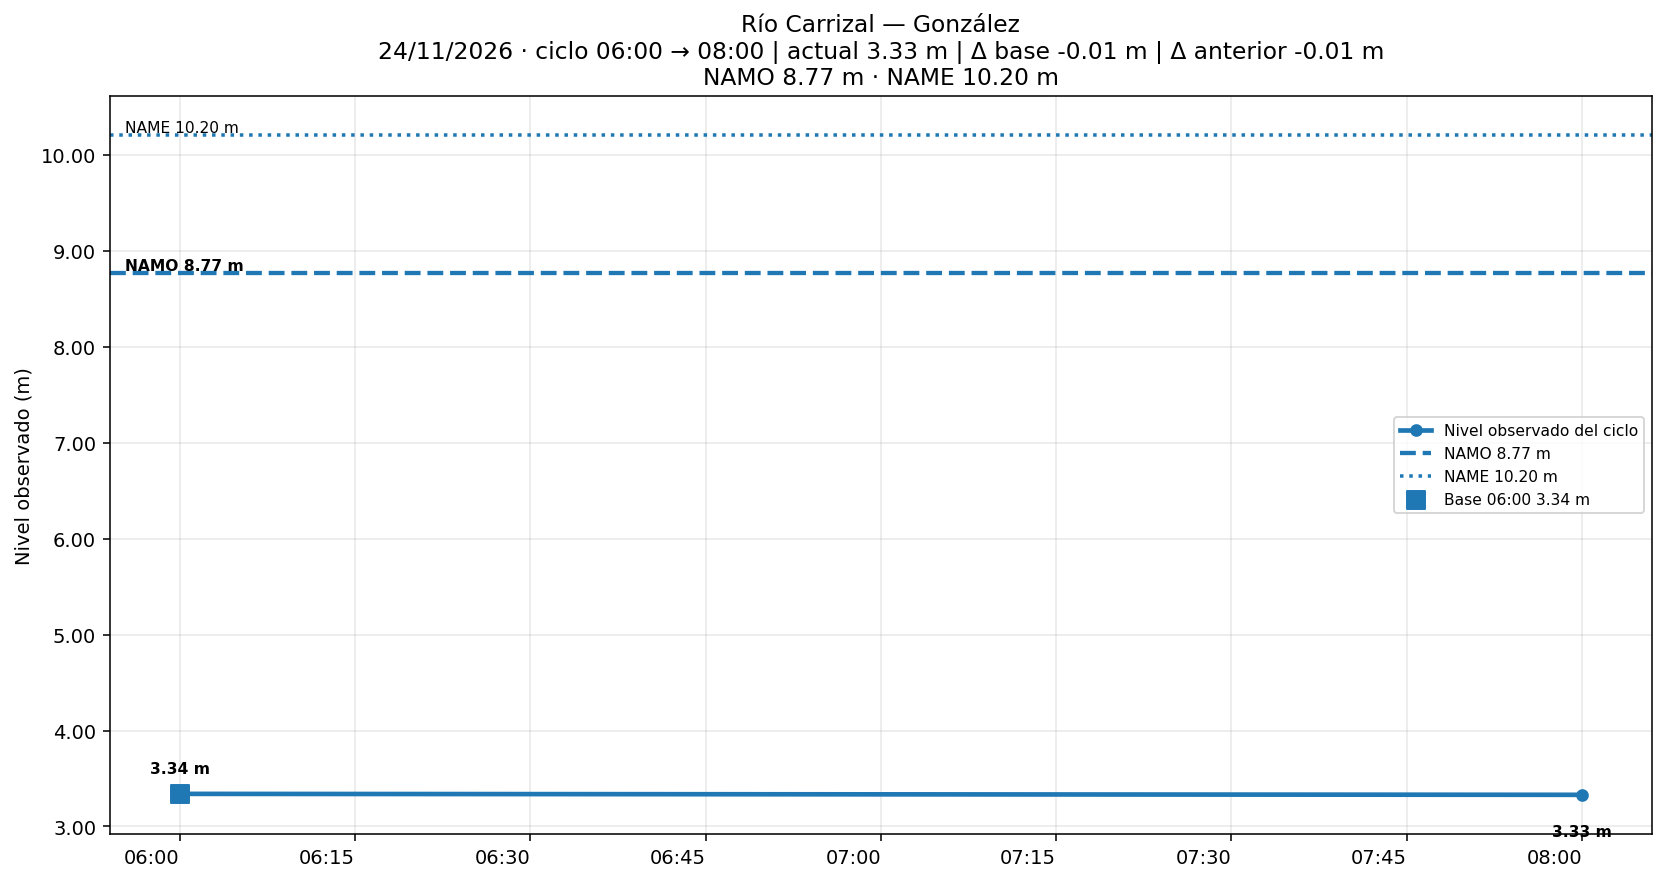 Río Carrizal — González
24/11/2026 · ciclo 06:00 → 08:00 | actual 3.33 m | Δ base -0.01 m | Δ anterior -0.01 m
NAMO 8.77 m · NAME 10.20 m
NAME 10.20 m
10.00
9.00
NAMO 8.77 m
8.00
7.00
6.00
5.00
4.00
3.00
Nivel observado (m)
Nivel observado del ciclo
NAMO 8.77 m
NAME 10.20 m
Base 06:00 3.34 m
3.34 m
3.33 m
06:00 06:15 06:30 06:45 07:00 07:15 07:30 07:45 08:00